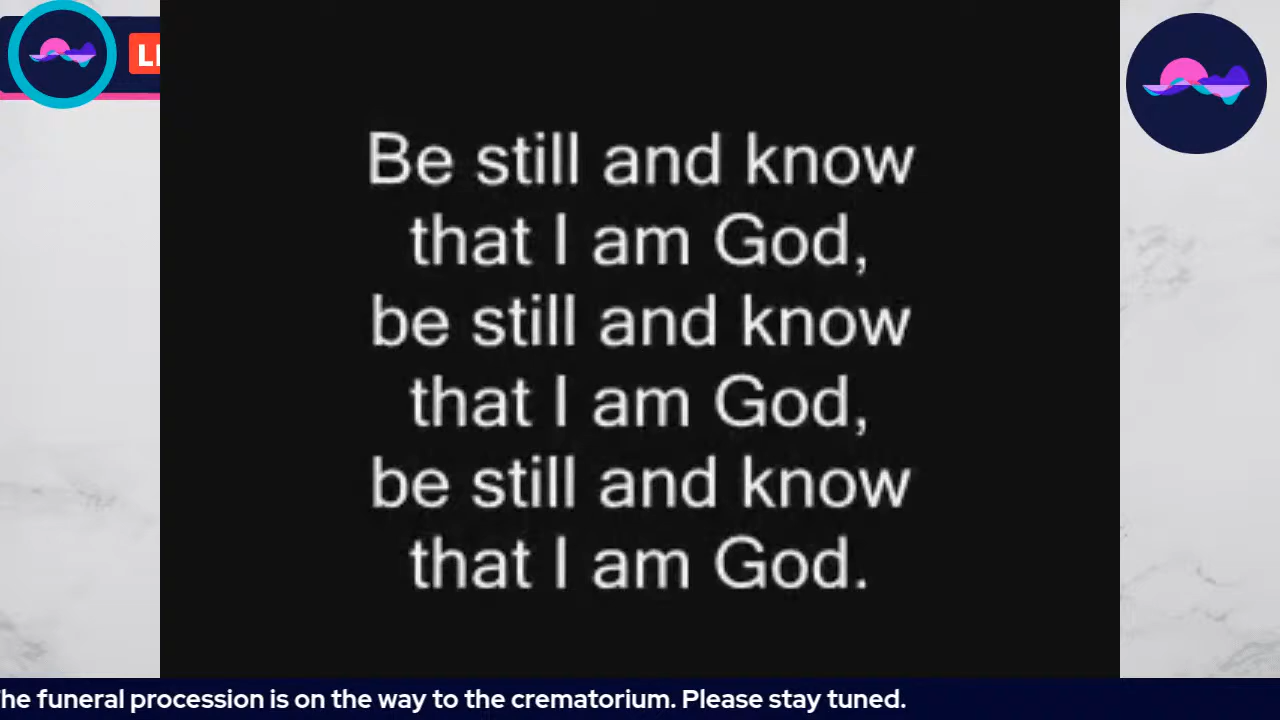 LI
Be still and know
that I am God,
be still and know
that I am God,
be still and know
that I am God.
he funeral procession is on the way to the crematorium. Please stay tuned.